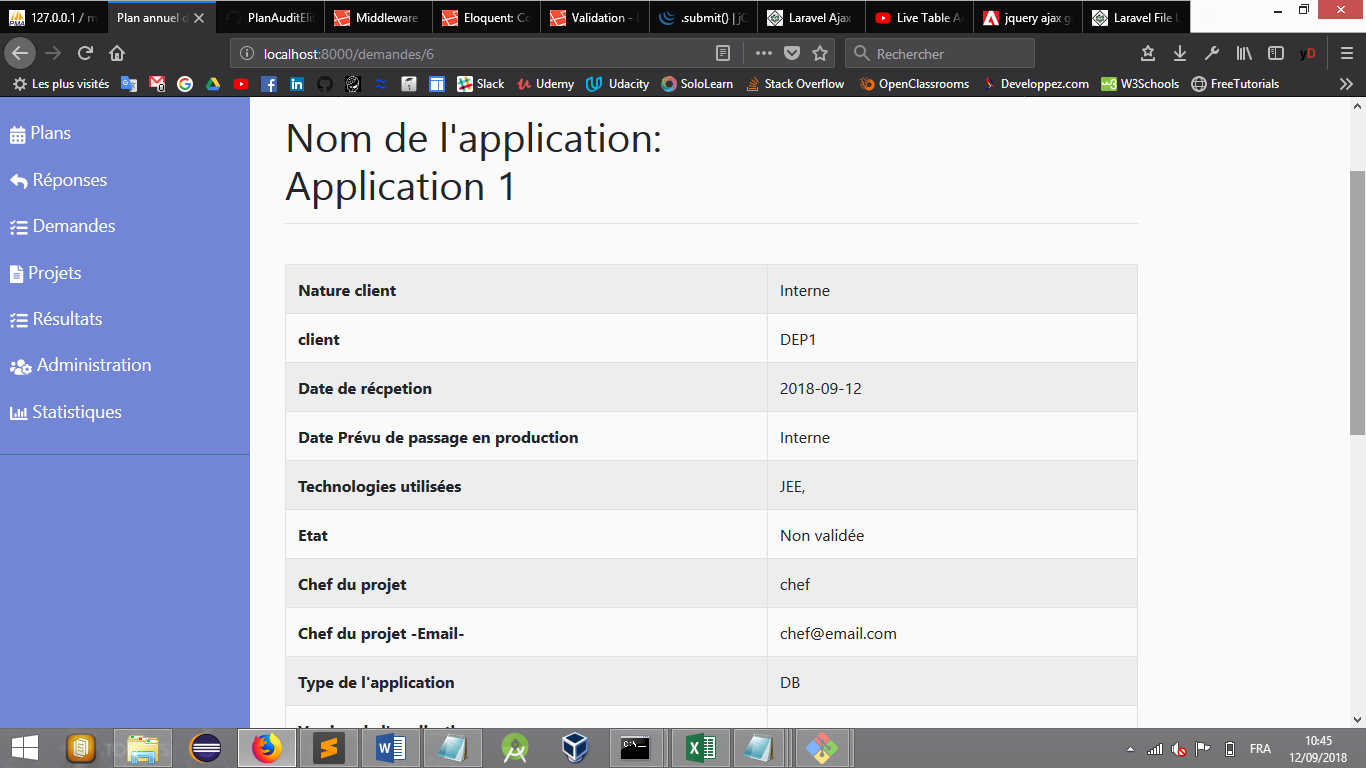 127.0.0.1 / m
Plan annuel d
PlanAuditEli
Middleware
Eloquent: Co
Validation - L
.submit() | jQ
Laravel Ajax
Live Table A
jquery ajax g
Laravel File U
localhost:8000/demandes/6
Rechercher
yD
Les plus visités
Slack
Udemy
Udacity
SoloLearn
Stack Overflow
OpenClassrooms
Developpez.com
W3Schools
FreeTutorials
Plans
Réponses
Demandes
Projets
Résultats
Administration
Statistiques
Nom de l'application:
Application 1
Nature client Interne
client DEP1
Date de récpetion 2018-09-12
Date Prévu de passage en production Interne
Technologies utilisées JEE,
Etat Non validée
Chef du projet chef
Chef du projet -Email- chef@email.com
Type de l'application DB
FRA
10:45
12/09/2018